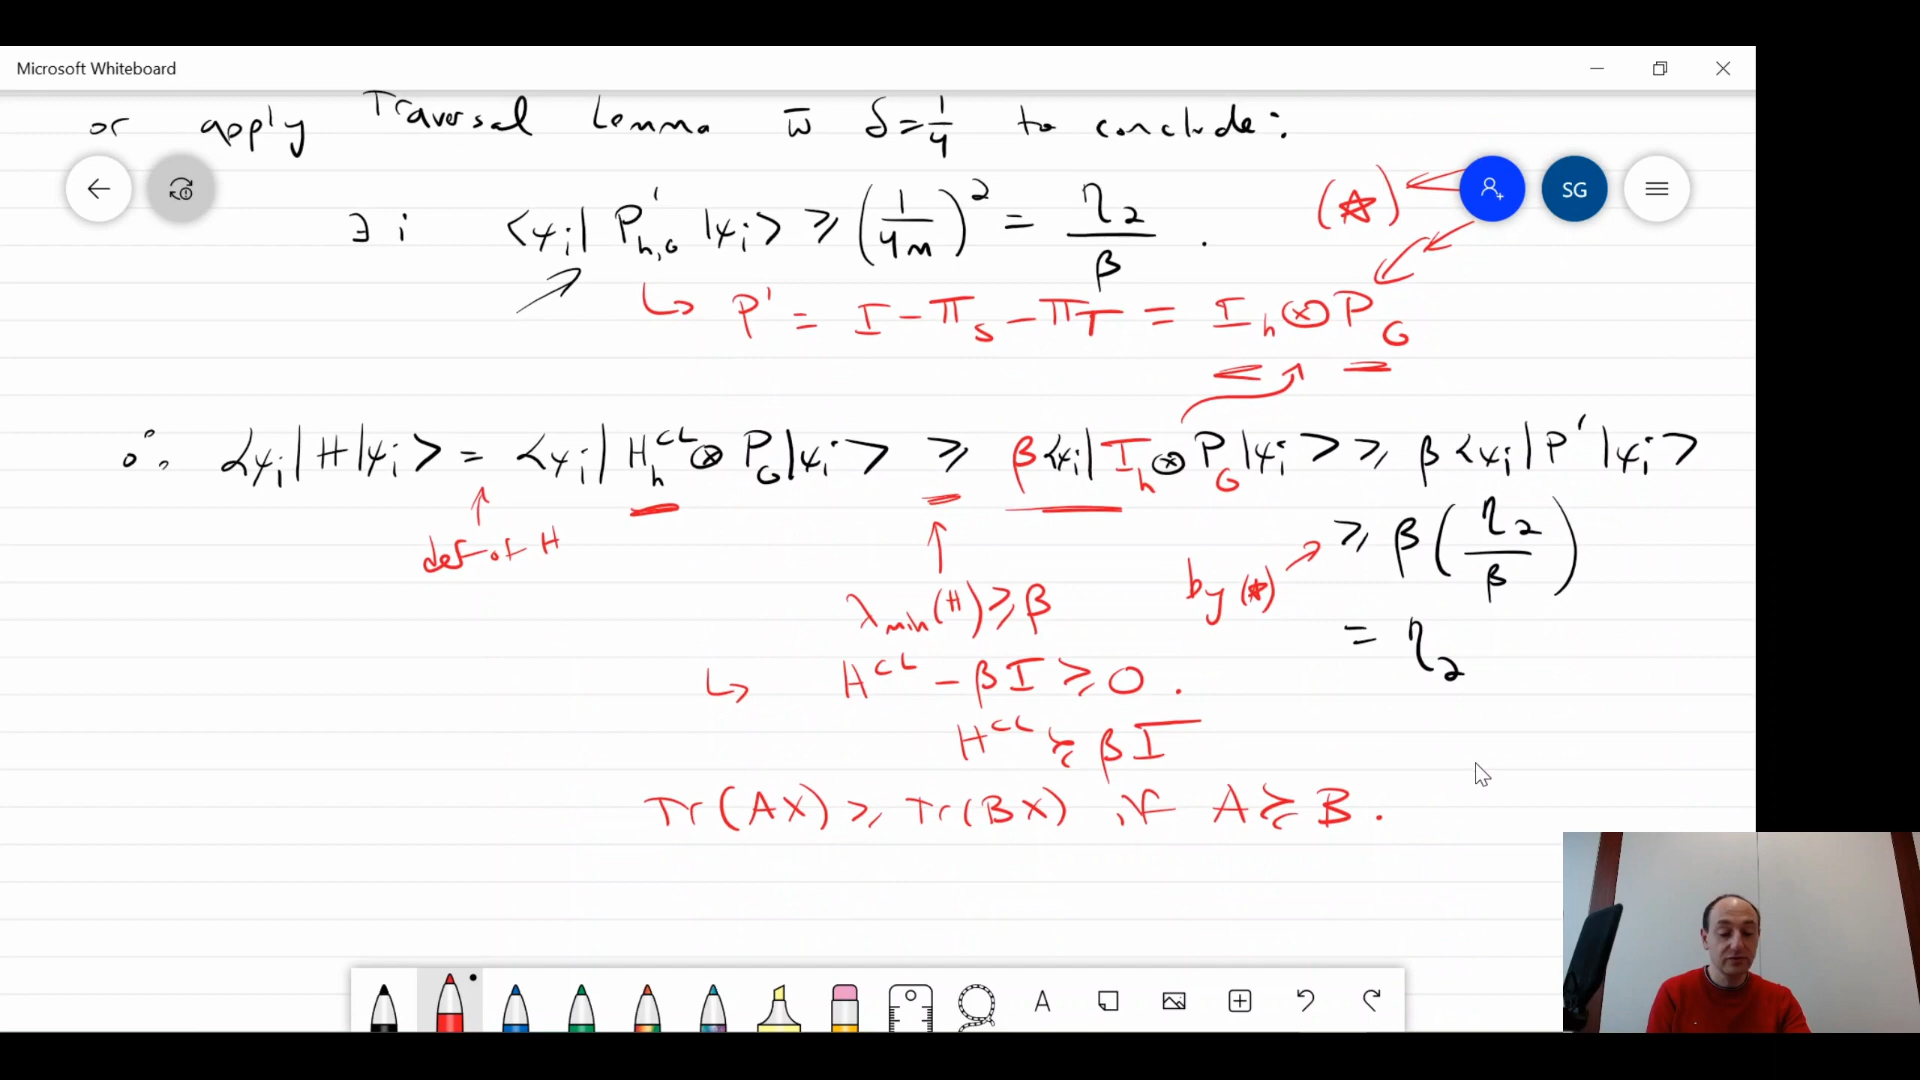 Microsoft Whiteboard
or apply Traversal Lemma w̄ δ=1/4 to conclude:
SG
∃ i ⟨ψ_i| P'_{h,G} |ψ_i⟩ ≥ (1/4m)^2 = η_2/β . (☆)
↳ P' = I - Π_S - Π_T = I_h ⊗ P_G
∴ ⟨ψ_i| H |ψ_i⟩ = ⟨ψ_i| H_h^{CL} ⊗ P_G |ψ_i⟩ ≥ β⟨ψ_i| I_h ⊗ P_G |ψ_i⟩ ≥ β⟨ψ_i| P' |ψ_i⟩
def of H
by (☆) ≥ β(η_2/β)
λ_min(H) ≥ β
= η_2
↳ H^{CL} - βI ≽ 0 .
H^{CL} ≽ βI
Tr(AX) ≥ Tr(BX) if A ≽ B .
A